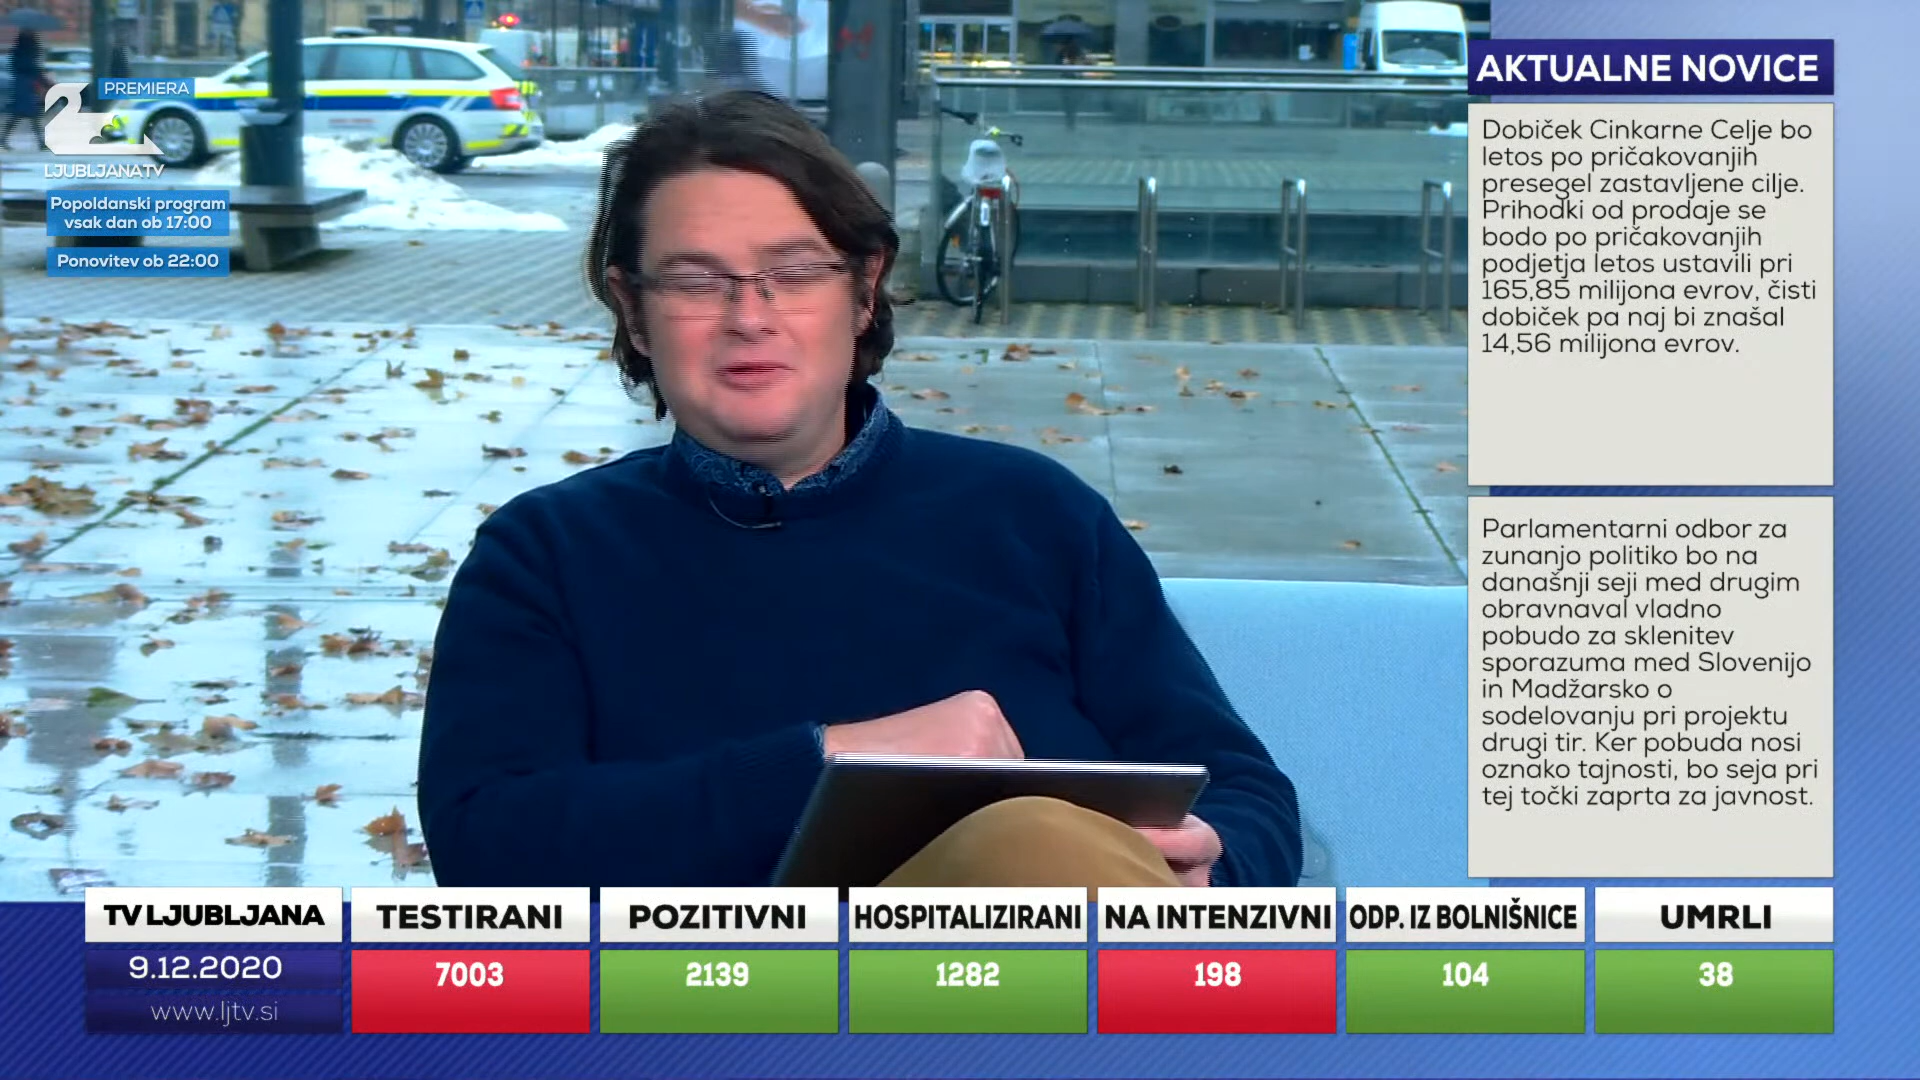 PREMIERA
LJUBLJANATV
Popoldanski program
vsak dan ob 17:00
Ponovitev ob 22:00
AKTUALNE NOVICE
Dobiček Cinkarne Celje bo
letos po pričakovanjih
presegel zastavljene cilje.
Prihodki od prodaje se
bodo po pričakovanjih
podjetja letos ustavili pri
165,85 milijona evrov, čisti
dobiček pa naj bi znašal
14,56 milijona evrov.
Parlamentarni odbor za
zunanjo politiko bo na
današnji seji med drugim
obravnaval vladno
pobudo za sklenitev
sporazuma med Slovenijo
in Madžarsko o
sodelovanju pri projektu
drugi tir. Ker pobuda nosi
oznako tajnosti, bo seja pri
tej točki zaprta za javnost.
TV LJUBLJANA
9.12.2020
www.ljtv.si
TESTIRANI
7003
POZITIVNI
2139
HOSPITALIZIRANI
1282
NA INTENZIVNI
198
ODP. IZ BOLNIŠNICE
104
UMRLI
38